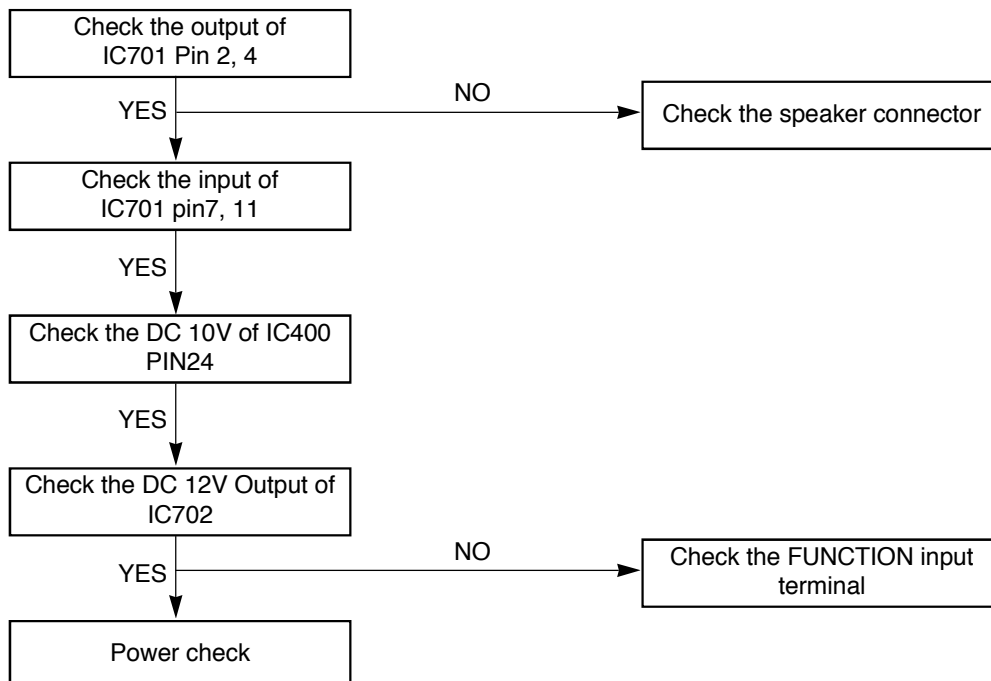 Check the output of
IC701 Pin 2, 4
YES
NO
Check the speaker connector
Check the input of
IC701 pin7, 11
YES
Check the DC 10V of IC400
PIN24
YES
Check the DC 12V Output of
IC702
YES
NO
Check the FUNCTION input
terminal
Power check